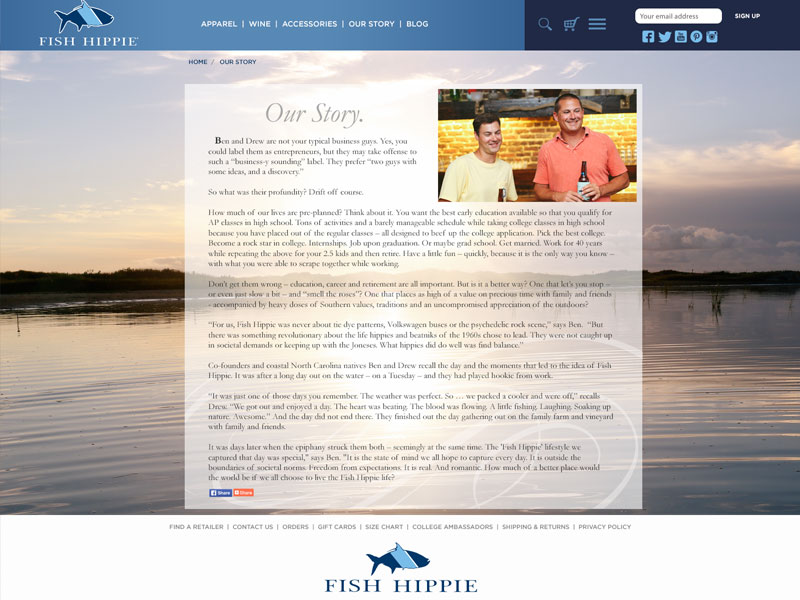 APPAREL | WINE | ACCESSORIES | OUR STORY | BLOG
Your email address
SIGN UP
FISH HIPPIE
HOME / OUR STORY
Our Story.
Ben and Drew are not your typical business guys. Yes, you
could label them as entrepreneurs, but they may take offense to
such a “business-y sounding” label. They prefer “two guys with
some ideas, and a discovery.”
So what was their profundity? Drift off course.
How much of our lives are pre-planned? Think about it. You want the best early education available so that you qualify for
AP classes in high school. Tons of activities and a barely manageable schedule while taking college classes in high school
because you have placed out of the regular classes – all designed to beef up the college application. Pick the best college.
Become a rock star in college. Internships. Job upon graduation. Or maybe grad school. Get married. Work for 40 years
while repeating the above for your 2.5 kids and then retire. Have a little fun – quickly, because it is the only way you know –
with what you were able to scrape together while working.
Don't get them wrong – education, career and retirement are all important. But is it a better way? One that let's you stop –
or even just slow a bit – and “smell the roses”? One that places as high of a value on precious time with family and friends
- accompanied by heavy doses of Southern values, traditions and an uncompromised appreciation of the outdoors?
“For us, Fish Hippie was never about tie dye patterns, Volkswagen buses or the psychedelic rock scene,” says Ben. “But
there was something revolutionary about the life hippies and beatniks of the 1960s chose to lead. They were not caught up
in societal demands or keeping up with the Joneses. What hippies did do well was find balance.”
Co-founders and coastal North Carolina natives Ben and Drew recall the day and the moments that led to the idea of Fish
Hippie. It was after a long day out on the water – on a Tuesday – and they had played hookie from work.
“It was just one of those days you remember. The weather was perfect. So … we packed a cooler and were off,” recalls
Drew. “We got out and enjoyed a day. The heart was beating. The blood was flowing. A little fishing. Laughing. Soaking up
nature. Awesome.” And the day did not end there. They finished out the day gathering out on the family farm and vineyard
with family and friends.
It was days later when the epiphany struck them both – seemingly at the same time. The 'Fish Hippie' lifestyle we
captured that day was special," says Ben. "It is the state of mind we all hope to capture every day. It is outside the
boundaries of societal norms. Freedom from expectations. It is real. And romantic. How much of a better place would
the world be if we all choose to live the Fish Hippie life?
Share Share
FIND A RETAILER | CONTACT US | ORDERS | GIFT CARDS | SIZE CHART | COLLEGE AMBASSADORS | SHIPPING & RETURNS | PRIVACY POLICY
FISH HIPPIE